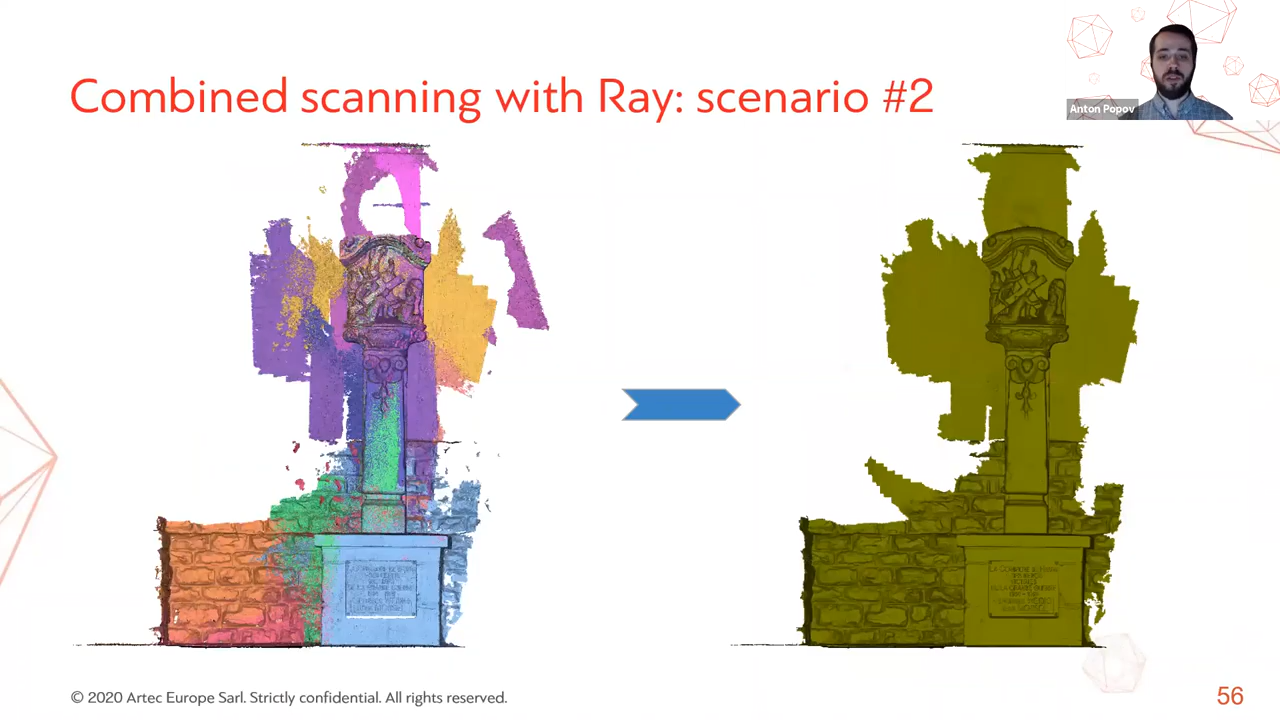 Combined scanning with Ray: scenario #2
Anton Popov
© 2020 Artec Europe Sarl. Strictly confidential. All rights reserved.
56